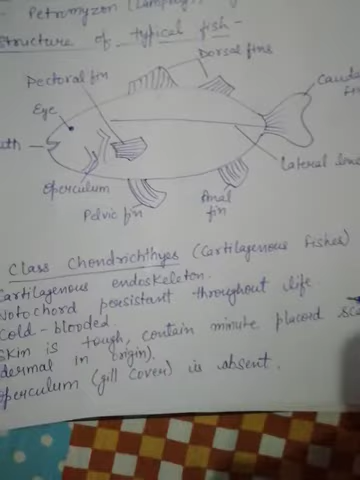 Petromyzon (Lamprey)
structure of typical fish -
Dorsal fins
Pectoral fin
Eye
Operculum
Lateral line
Pelvic fin
Anal fin
Class Chondrichthyes (Cartilagenous fishes)
Cartilagenous endoskeleton.
Notochord persistant throughout life
Cold-blooded.
Skin is tough, contain minute placoid
dermal in origin).
Operculum (gill cover) is absent.